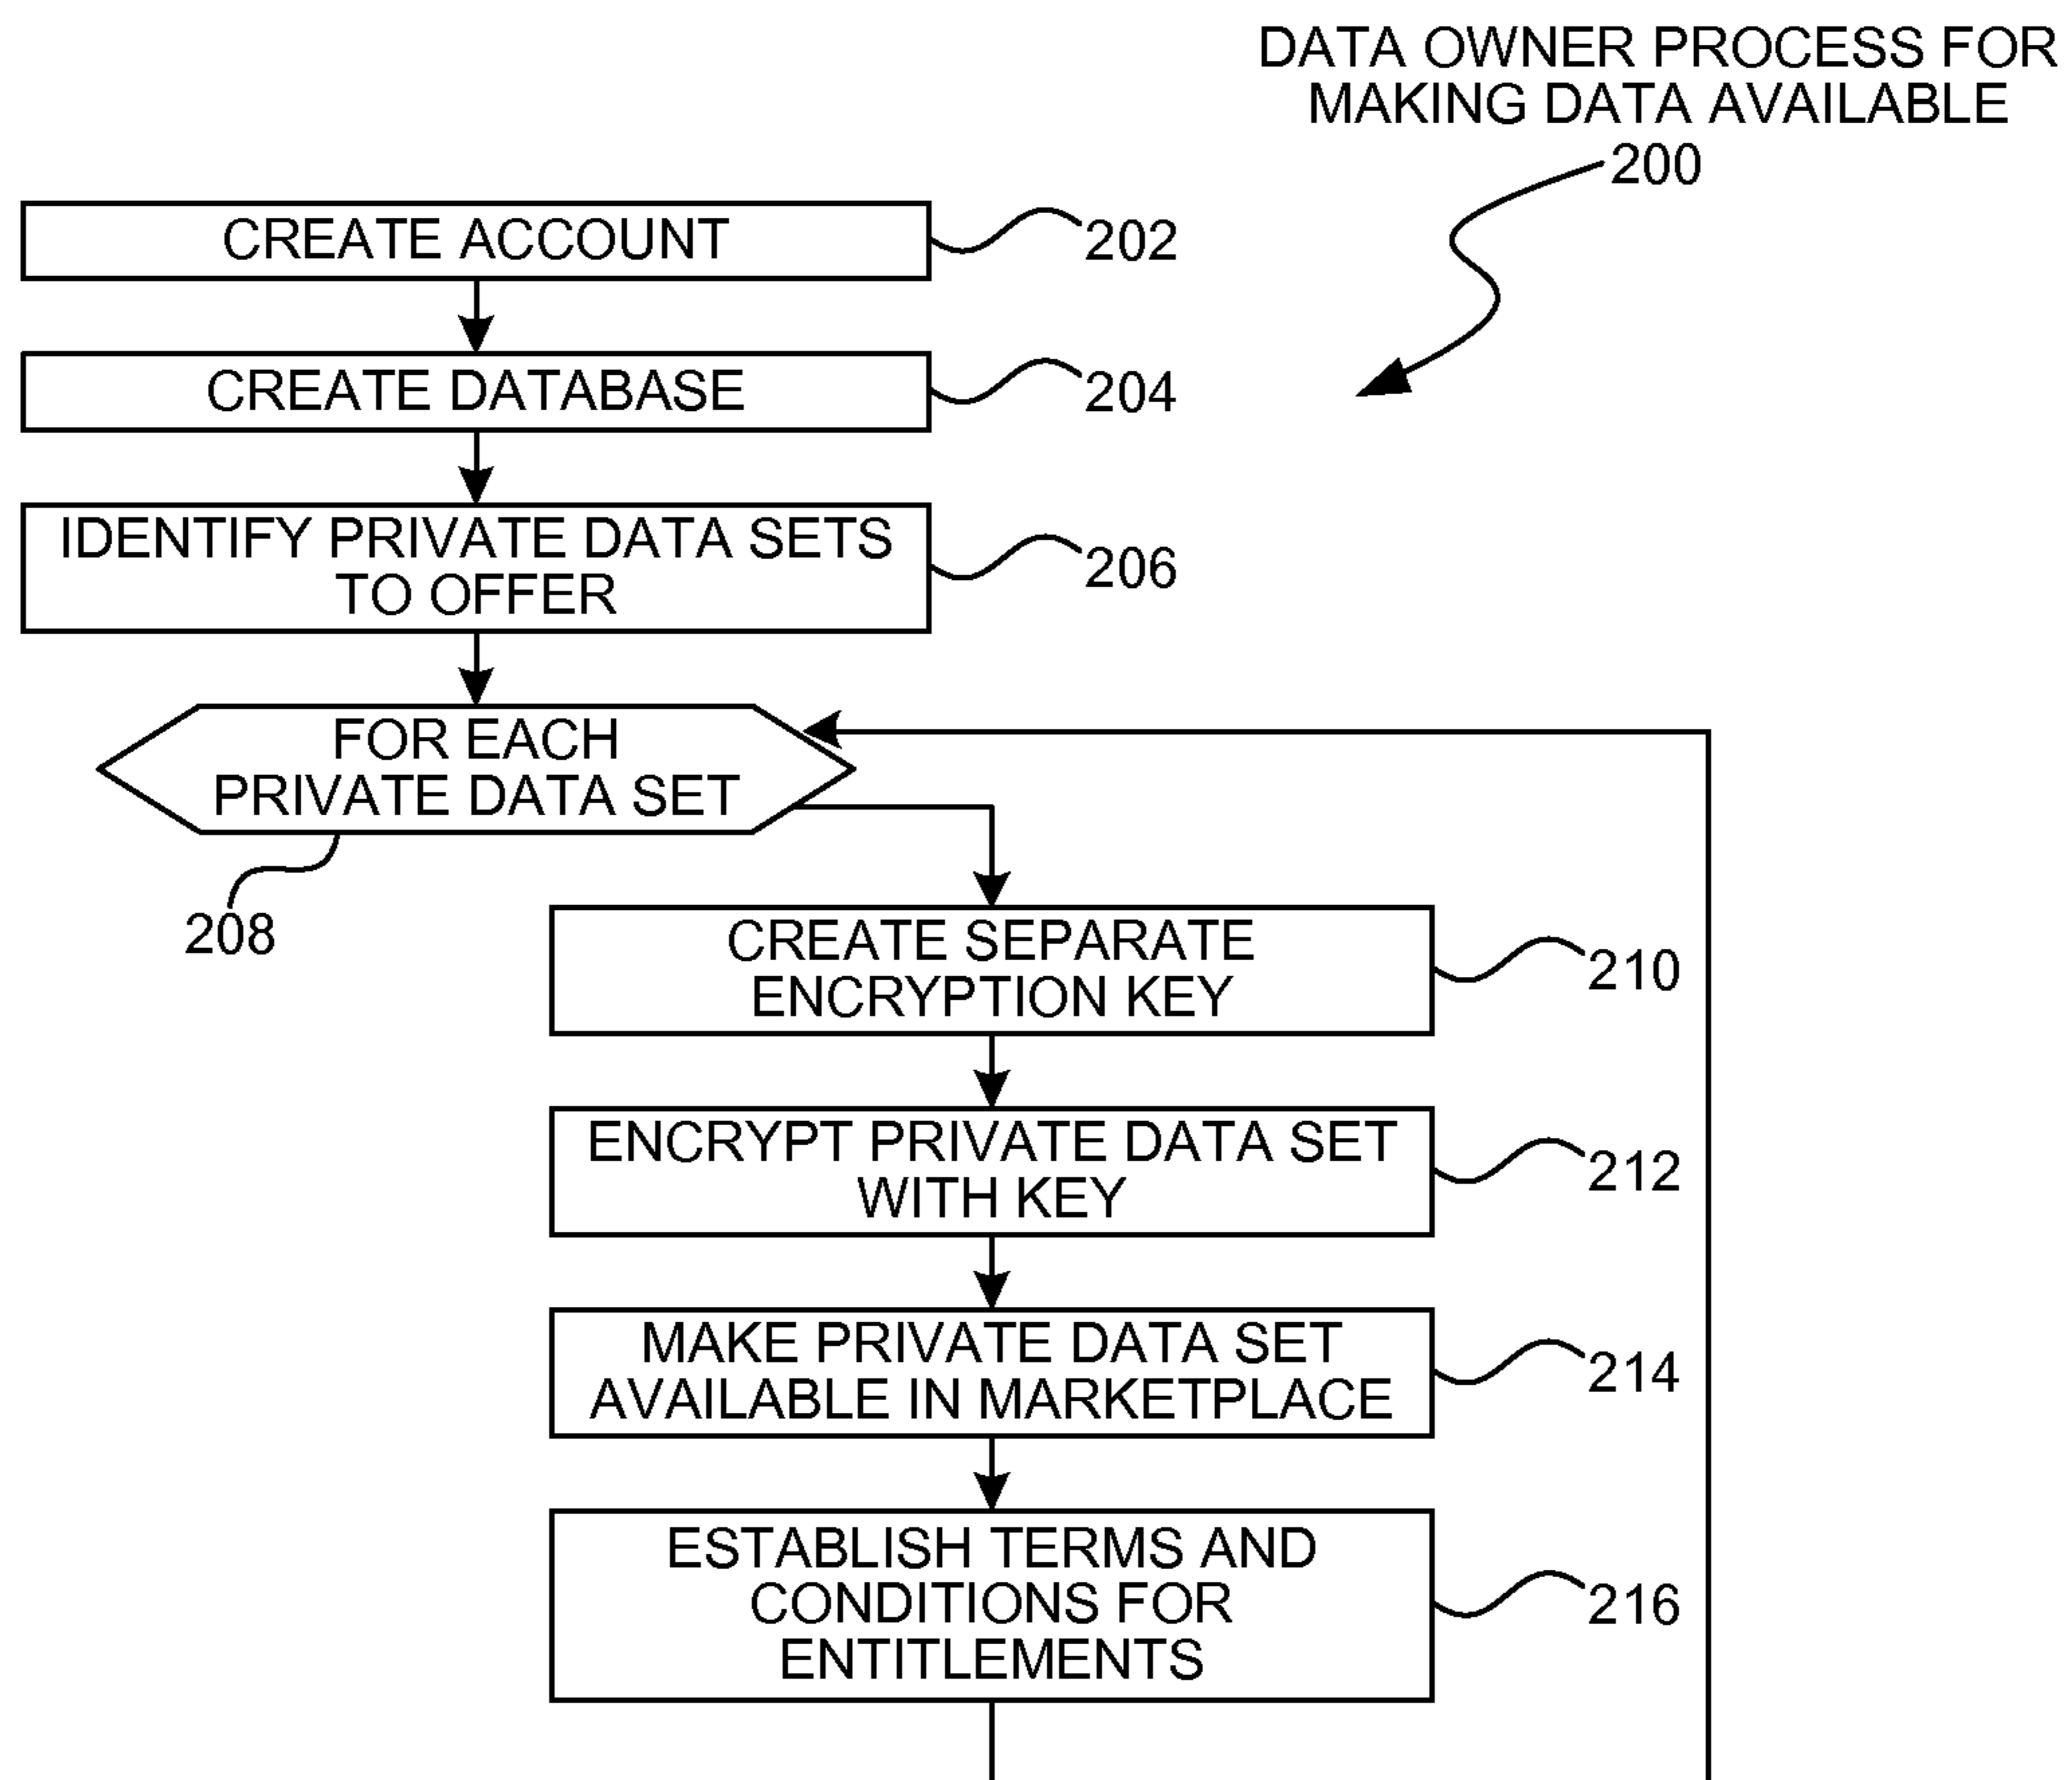 DATA OWNER PROCESS FOR
MAKING DATA AVAILABLE
200
CREATE ACCOUNT
202
CREATE DATABASE
204
IDENTIFY PRIVATE DATA SETS
TO OFFER
206
FOR EACH
PRIVATE DATA SET
208
CREATE SEPARATE
ENCRYPTION KEY
210
ENCRYPT PRIVATE DATA SET
WITH KEY
212
MAKE PRIVATE DATA SET
AVAILABLE IN MARKETPLACE
214
ESTABLISH TERMS AND
CONDITIONS FOR
ENTITLEMENTS
216